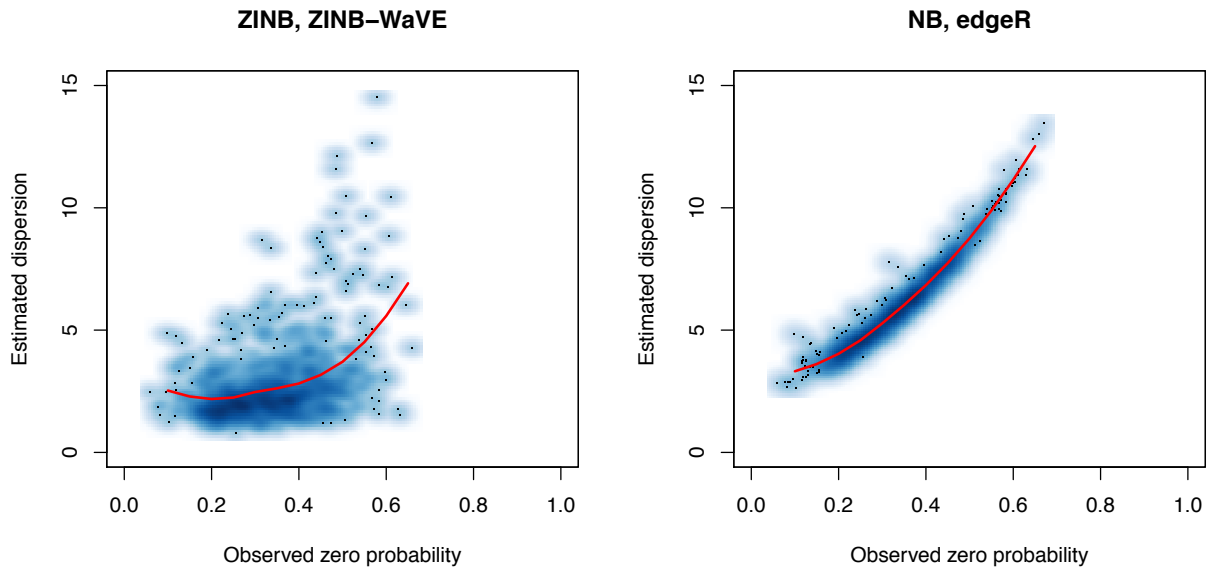 ZINB, ZINB−WaVE
Estimated dispersion
15
10
5
0
0.0 0.2 0.4 0.6 0.8 1.0
Observed zero probability
NB, edgeR
Estimated dispersion
15
10
5
0
0.0 0.2 0.4 0.6 0.8 1.0
Observed zero probability